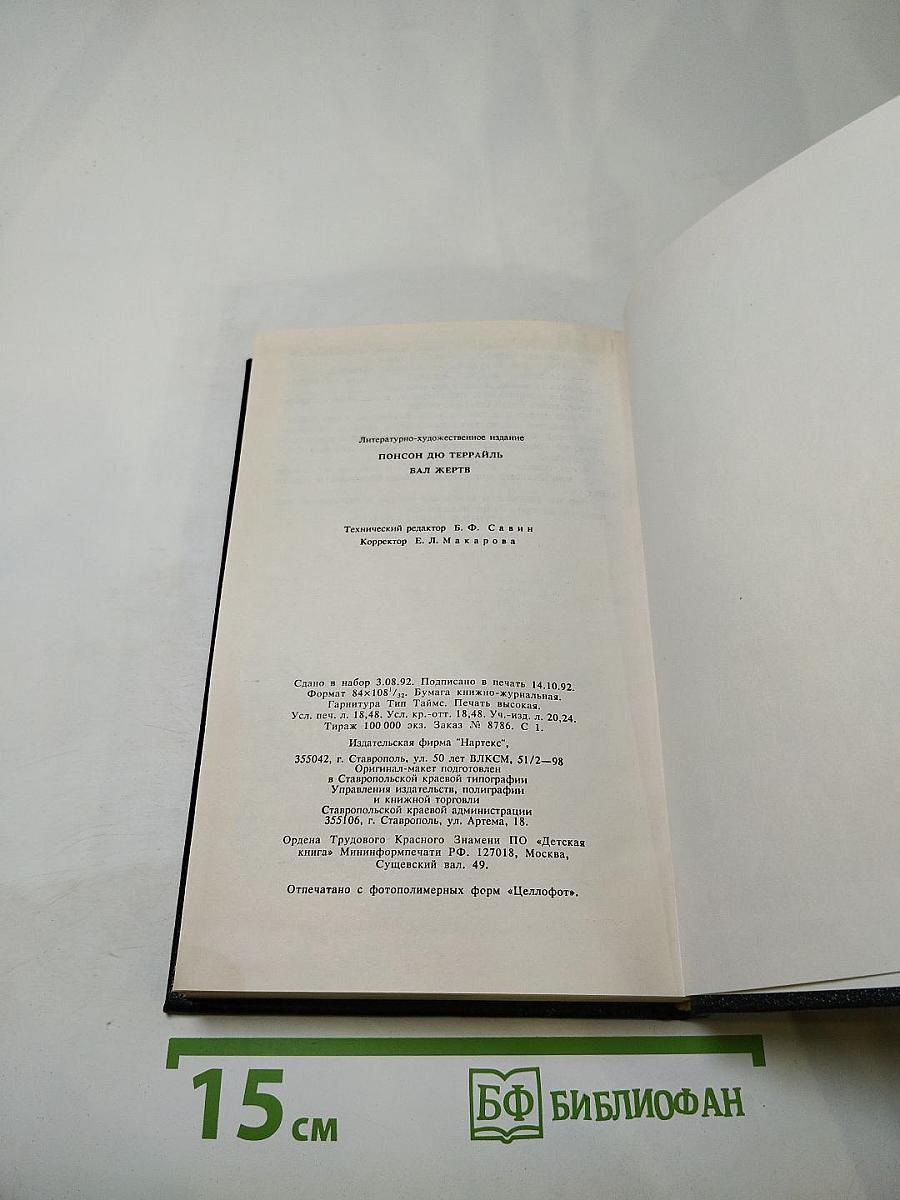 Литературно-художественное издание
ПОНСОН ДЮ ТЕРРАЙЛЬ
БАЛ ЖЕРТВ
Технический редактор Б. Ф. Савин
Корректор Е. Л. Макарова
Сдано в набор 3.08.92. Подписано в печать 14.10.92.
Формат 84×108¹/₃₂. Бумага книжно-журнальная.
Гарнитура Тип Таймс. Печать высокая.
Усл. печ. л. 18,48. Усл. кр.-отт. 18,48. Уч.-изд. л. 20,24.
Тираж 100 000 экз. Заказ № 8786. С 1.
Издательская фирма "Нартекс",
355042, г. Ставрополь, ул. 50 лет ВЛКСМ, 51/2—98
Оригинал-макет подготовлен
в Ставропольской краевой типографии
Управления издательств, полиграфии
и книжной торговли
Ставропольской краевой администрации
355106, г. Ставрополь, ул. Артема, 18.
Ордена Трудового Красного Знамени ПО «Детская
книга» Мининформпечати РФ. 127018, Москва,
Сущевский вал. 49.
Отпечатано с фотополимерных форм «Целлофот».
15 см
БФ БИБЛИОФАН